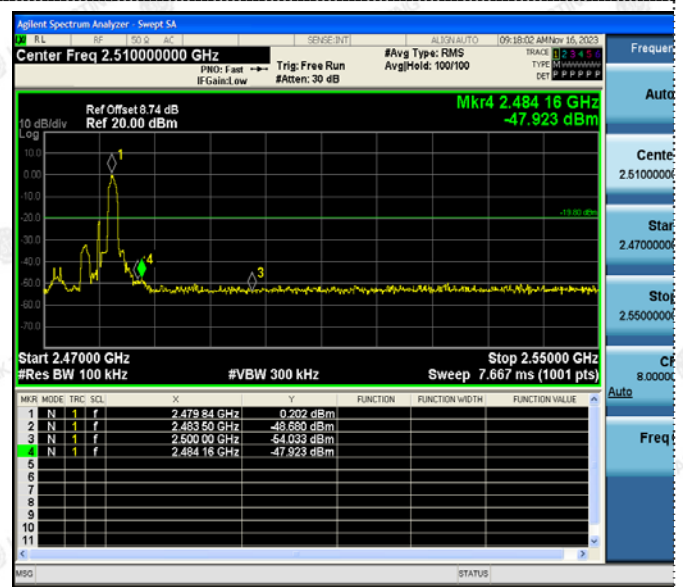 Agilent Spectrum Analyzer - Swept SA
RL RF 50 Ω AC SENSE:INT ALIGN AUTO 09:18:02 AM Nov 16, 2023
Center Freq 2.510000000 GHz
PNO: Fast
IFGain:Low
Trig: Free Run
#Atten: 30 dB
#Avg Type: RMS
Avg|Hold: 100/100
TRACE 1 2 3 4 5 6
TYPE M
DET P P P P P P
Ref Offset 8.74 dB
Ref 20.00 dBm
10 dB/div
Log
Mkr4 2.484 16 GHz
-47.923 dBm
10.0
0.00
-10.0
-20.0
-30.0
-40.0
-50.0
-60.0
-70.0
1
4
3
-19.80 dBm
Start 2.47000 GHz
Stop 2.55000 GHz
#Res BW 100 kHz
#VBW 300 kHz
Sweep 7.667 ms (1001 pts)
MKR MODE TRC SCL X Y FUNCTION FUNCTION WIDTH FUNCTION VALUE
1 N 1 f 2.479 84 GHz 0.202 dBm
2 N 1 f 2.483 50 GHz -48.680 dBm
3 N 1 f 2.500 00 GHz -54.033 dBm
4 N 1 f 2.484 16 GHz -47.923 dBm
5
6
7
8
9
10
11
MSG STATUS
Frequen
Auto
Cente
2.5100000
Star
2.4700000
Stop
2.5500000
CF
8.00000
Auto
Freq